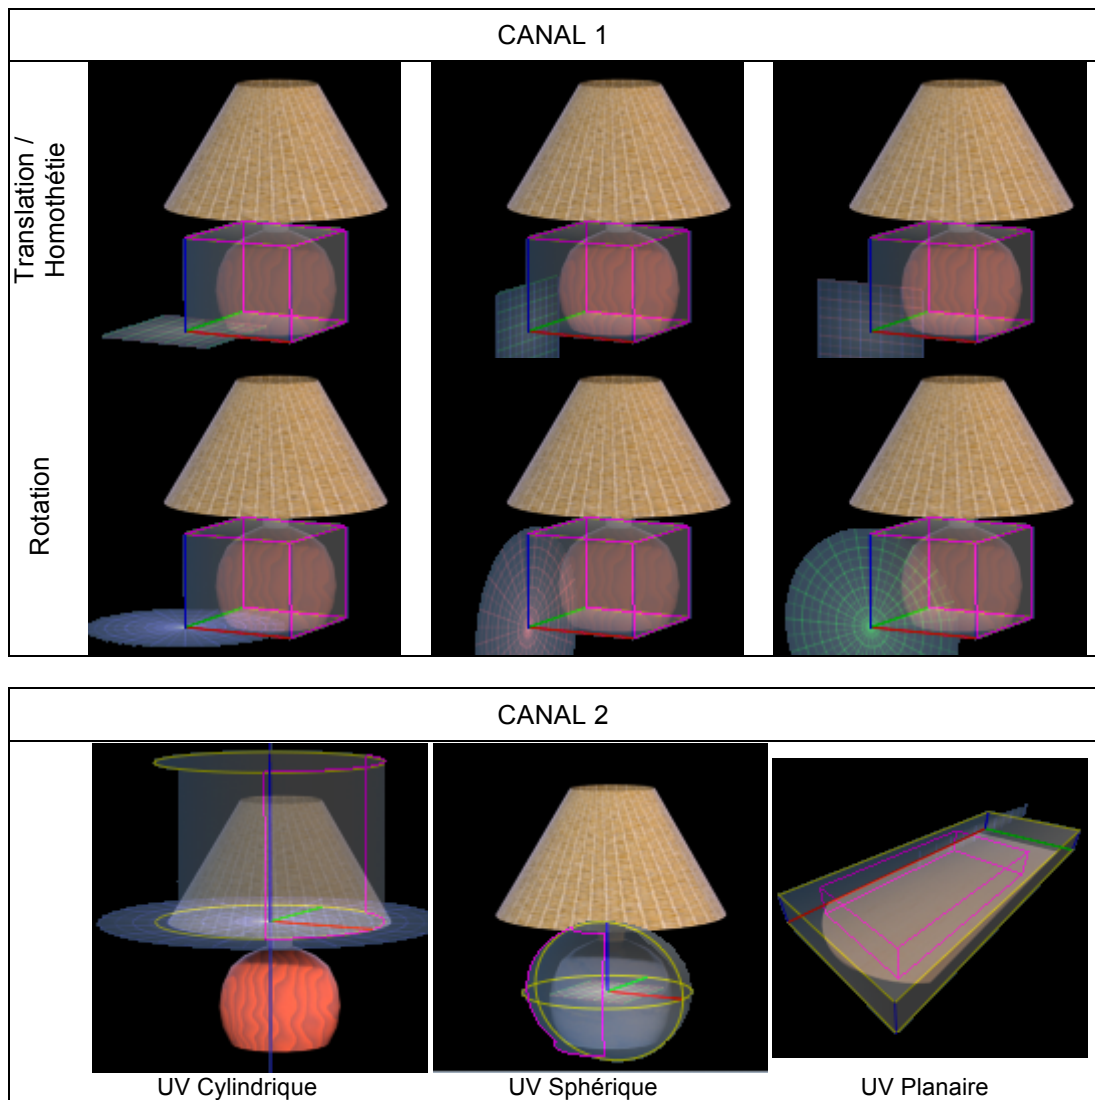 CANAL 1
Translation /
Homothétie
Rotation
CANAL 2
UV Cylindrique
UV Sphérique
UV Planaire